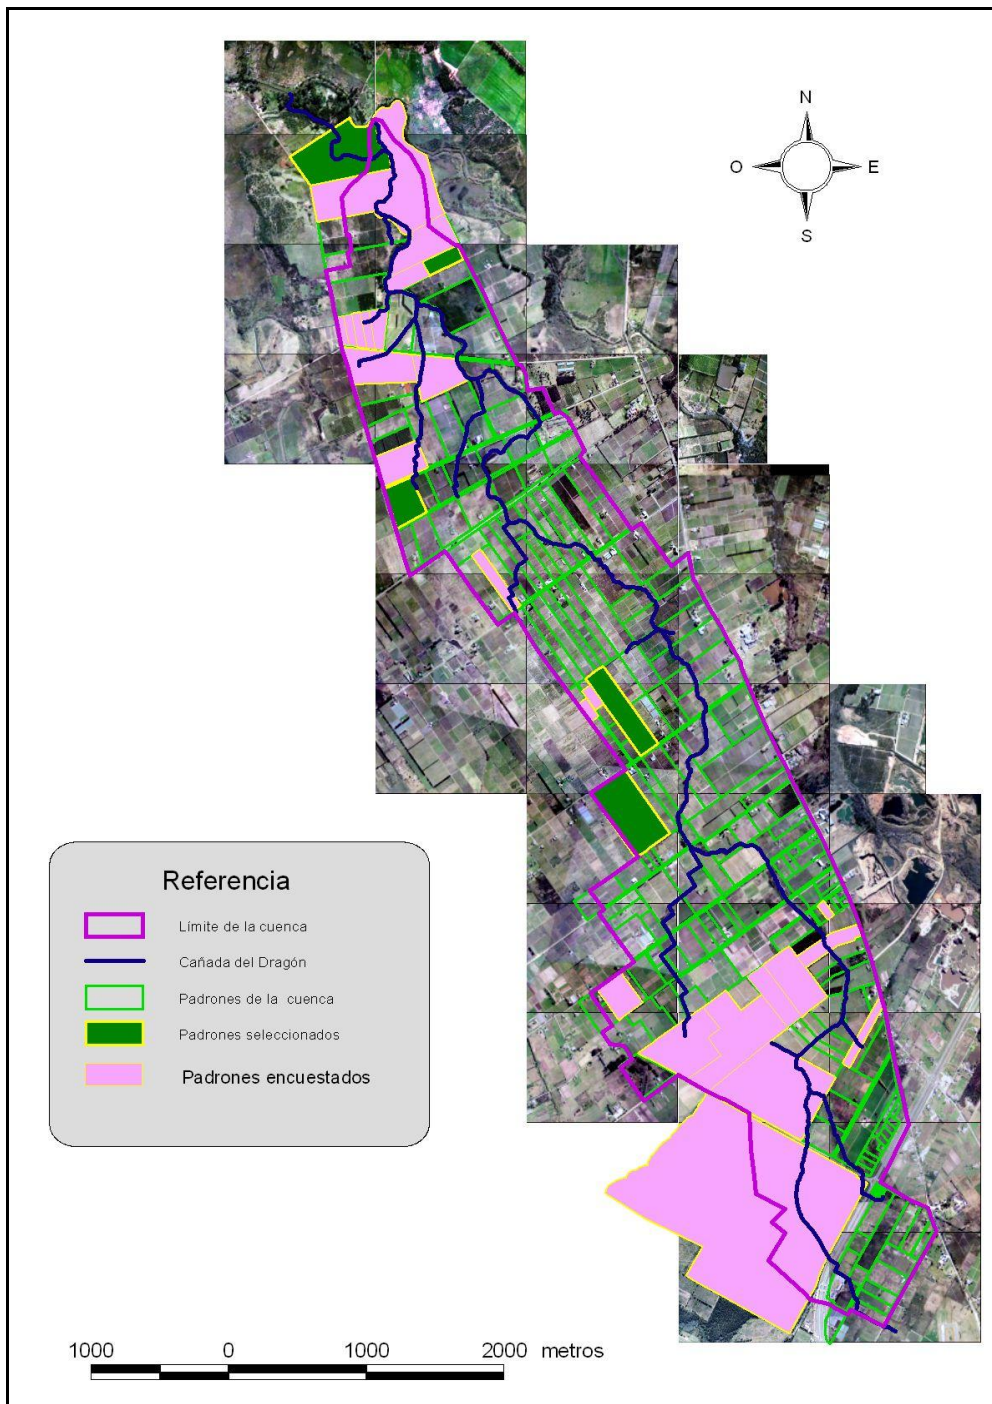 N
O
E
S
Referencia
Límite de la cuenca
Cañada del Dragón
Padrones de la cuenca
Padrones seleccionados
Padrones encuestados
1000 0 1000 2000 metros